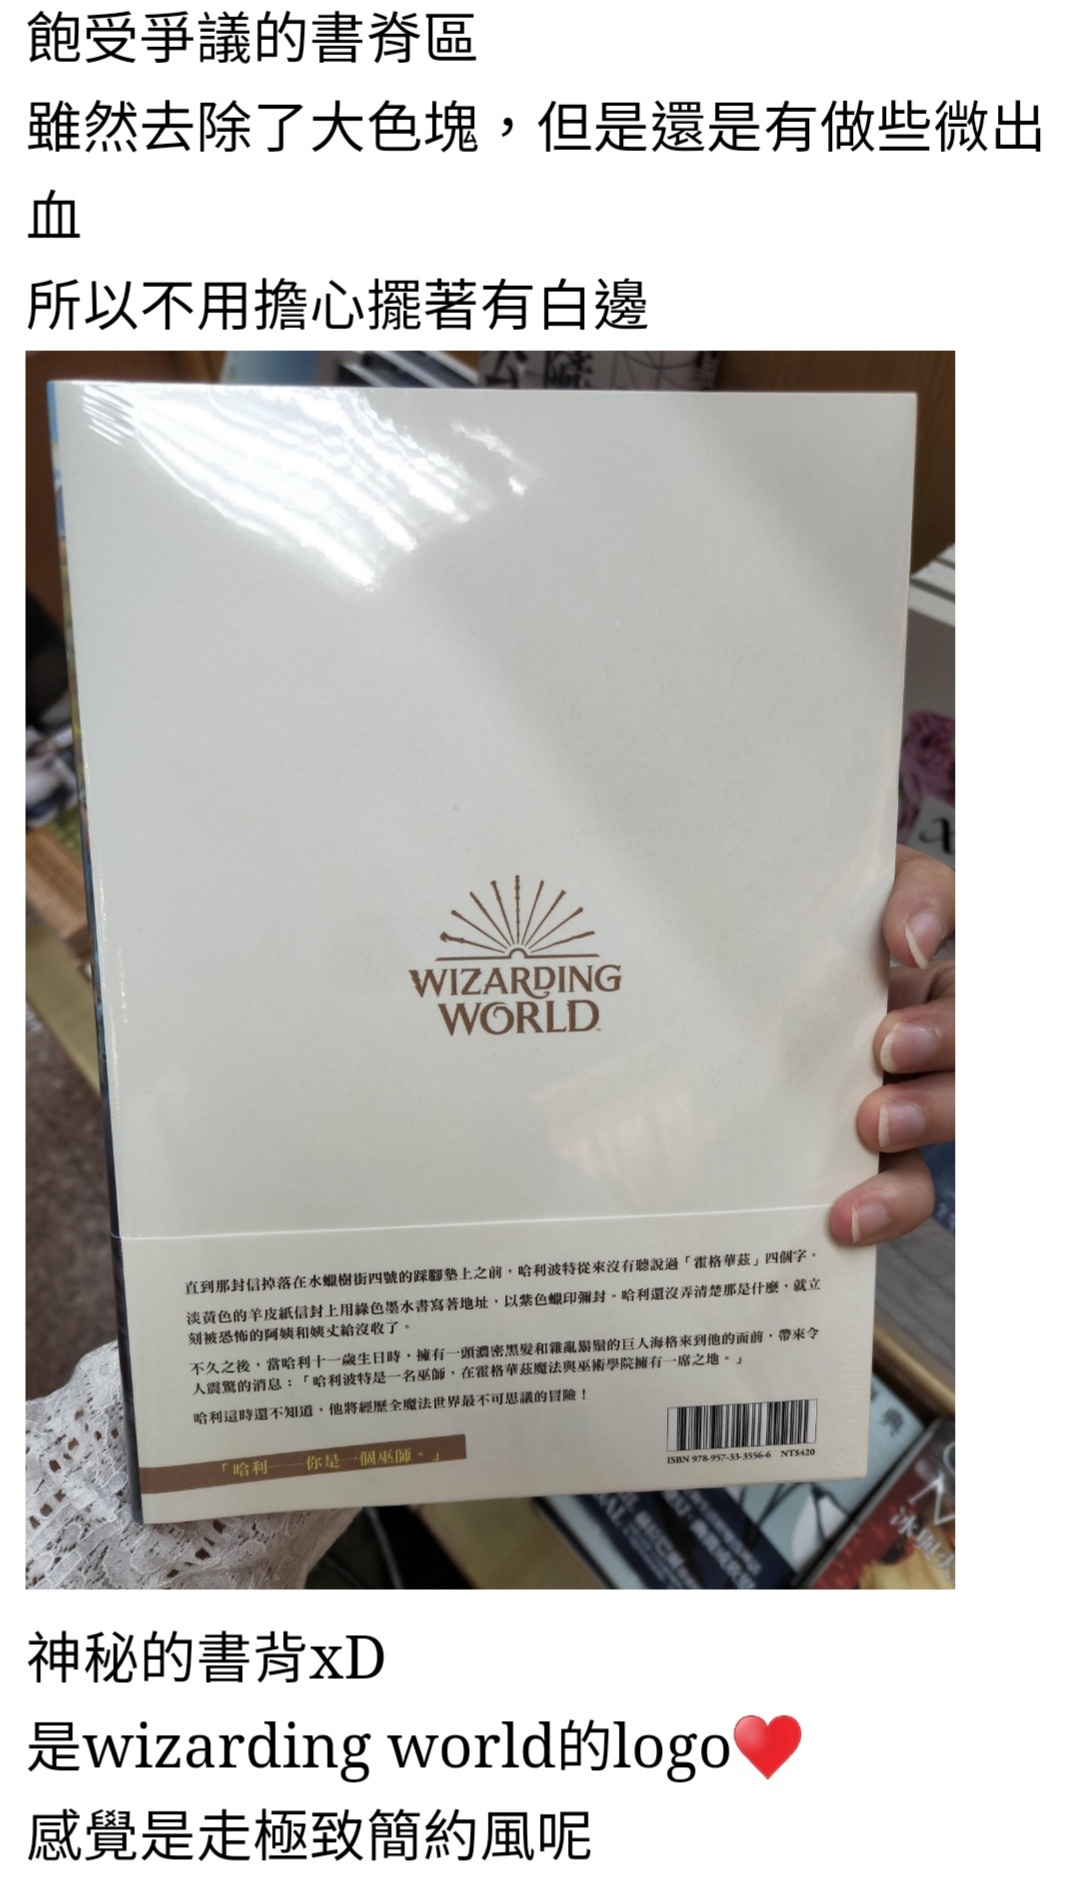 飽受爭議的書脊區
雖然去除了大色塊，但是還是有做些微出
血
所以不用擔心擺著有白邊
WIZARDING
WORLD
直到那封信掉落在水蠟樹街四號的踩腳墊上之前，哈利波特從來沒有聽說過「霍格華茲」四個字。
淡黃色的羊皮紙信封上用綠色墨水書寫著地址，以紫色蠟印彌封。哈利還沒弄清楚那是什麼，就立
刻被恐怖的阿姨和姨丈給沒收了。
不久之後，當哈利十一歲生日時，擁有一頭濃密黑髮和雜亂鬍鬚的巨人海格來到他的面前，帶來令
人震驚的消息：「哈利波特是一名巫師，在霍格華茲魔法與巫術學院擁有一席之地。」
哈利這時還不知道，他將經歷全魔法世界最不可思議的冒險！
「哈利——你是一個巫師。」
ISBN 978-957-33-3556-6 NT$420
冰與
神秘的書背xD
是wizarding world的logo♥️
感覺是走極致簡約風呢